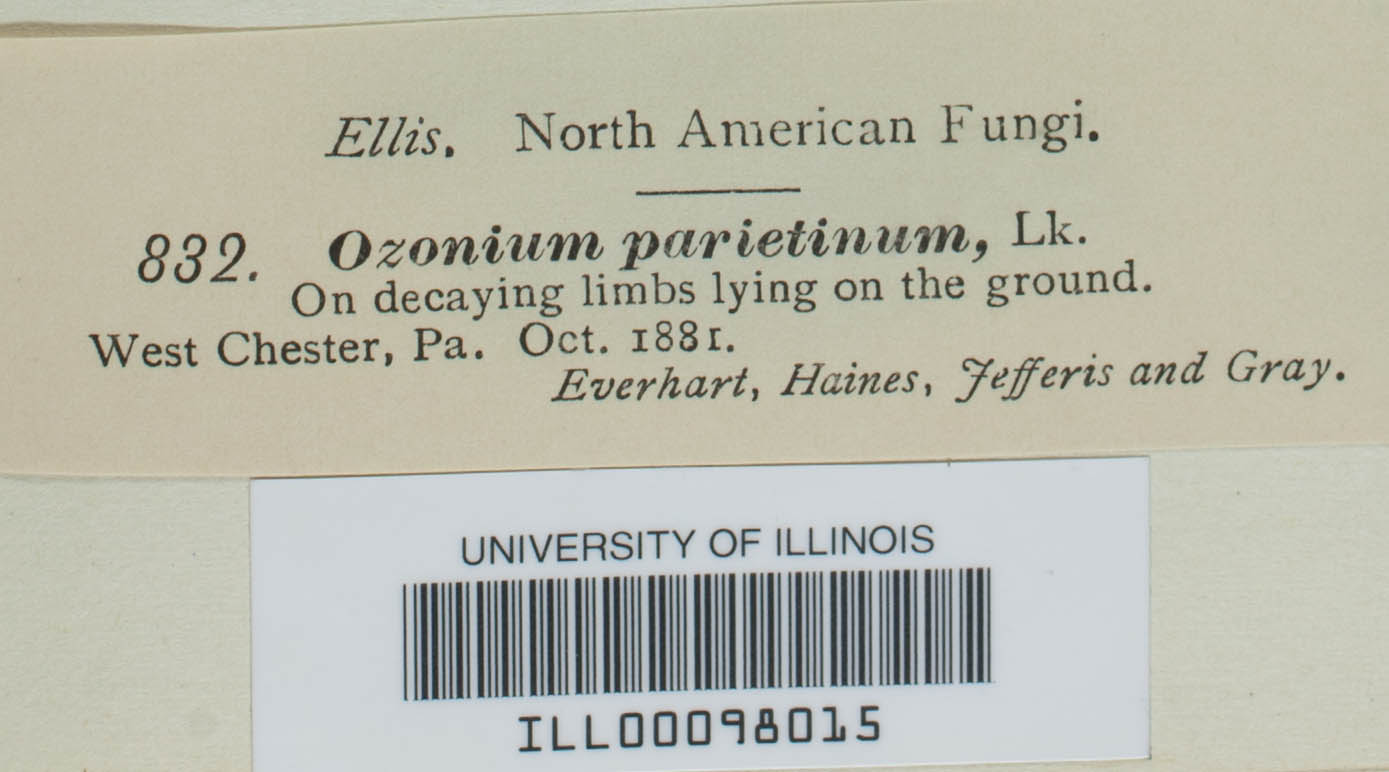 Ellis. North American Fungi.
832. Ozonium parietinum, Lk.
On decaying limbs lying on the ground.
West Chester, Pa. Oct. 1881.
Everhart, Haines, Jefferis and Gray.
UNIVERSITY OF ILLINOIS
ILL00098015